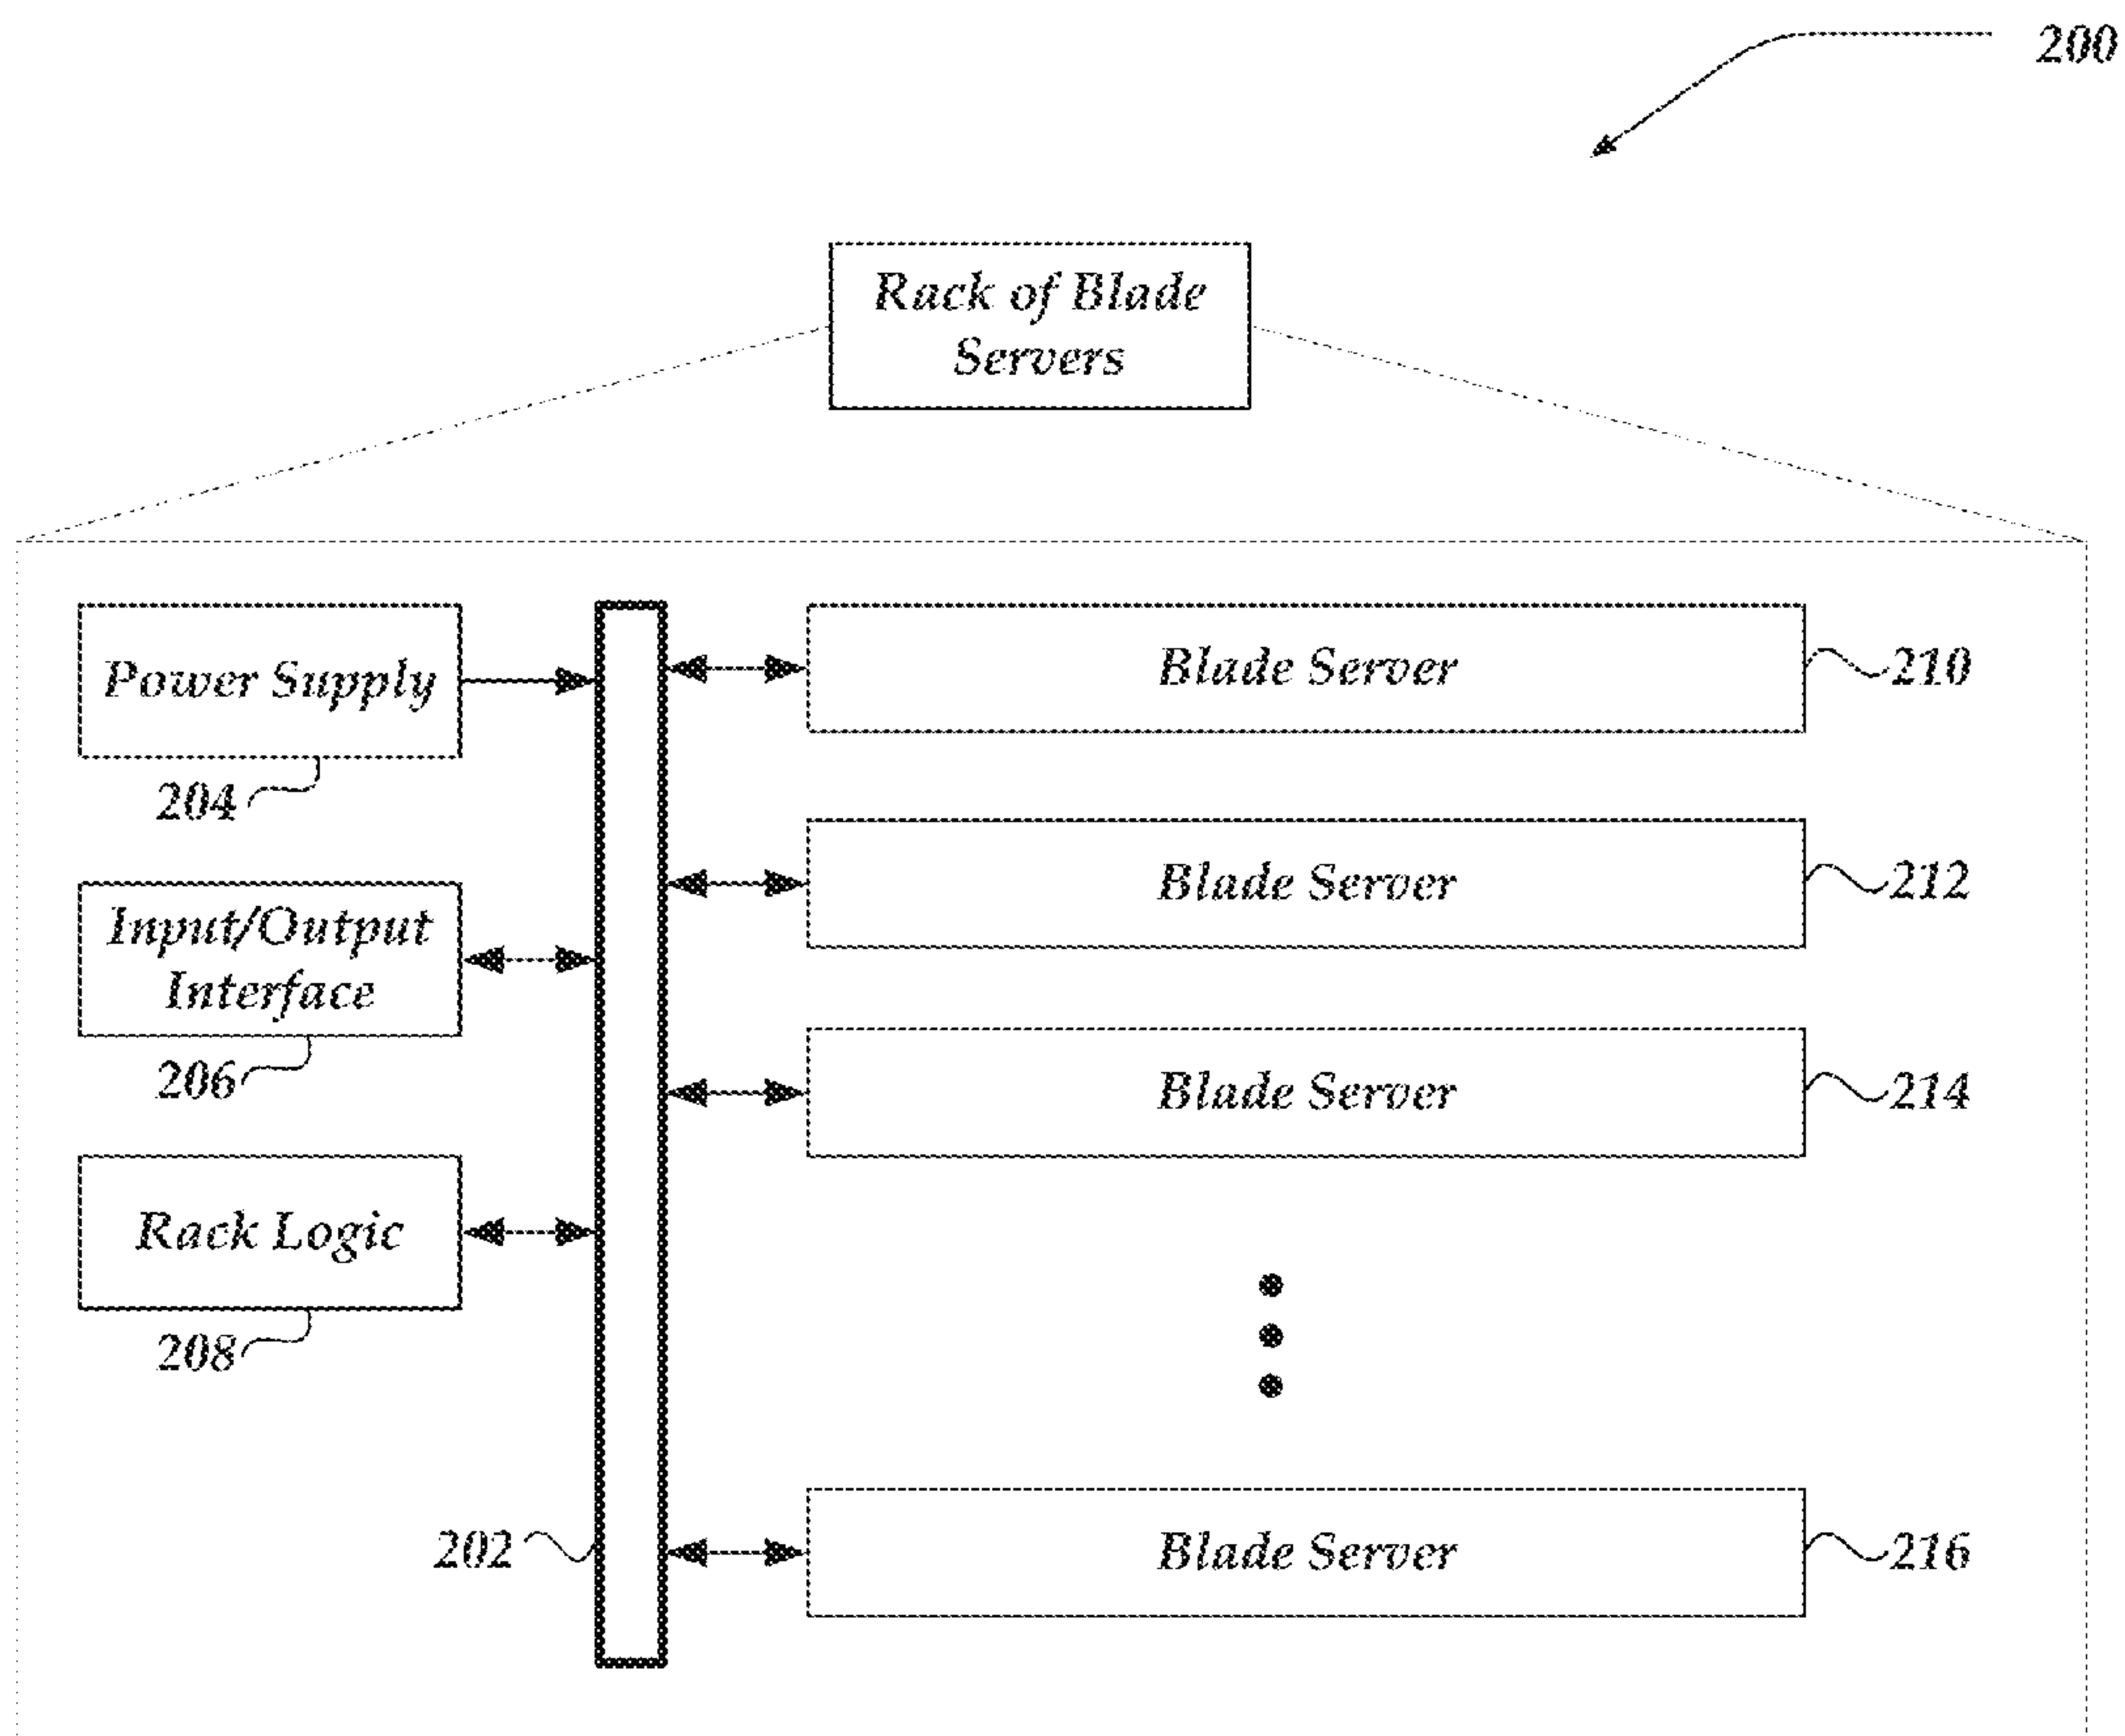 200
Rack of Blade
Servers
Power Supply
204
Input/Output
Interface
206
Rack Logic
208
202
Blade Server
210
Blade Server
212
Blade Server
214
Blade Server
216